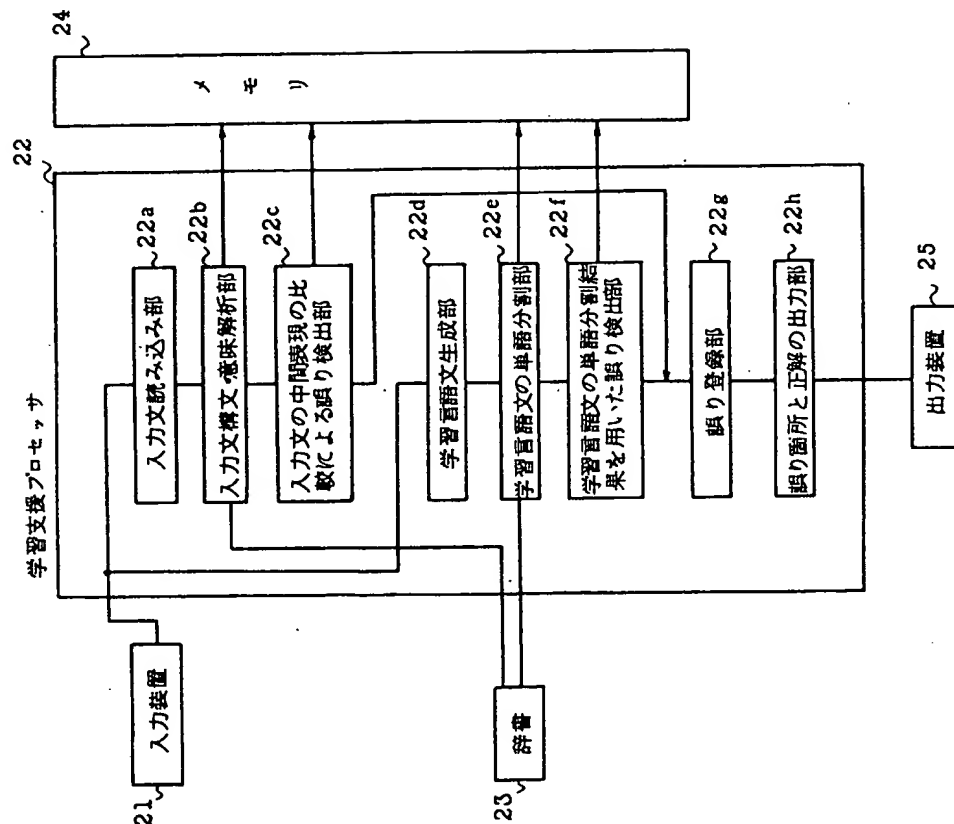 学習支援プロセッサ
22
24
メモリ
入力装置
21
入力文読み込み部
22a
入力文構文・意味解析部
22b
入力文の中間表現の比
較による誤り検出部
22c
学習言語文生成部
22d
学習言語文の単語分割部
22e
学習言語文の単語分割結
果を用いた誤り検出部
22f
辞書
23
誤り登録部
22g
誤り箇所と正解の出力部
22h
出力装置
25